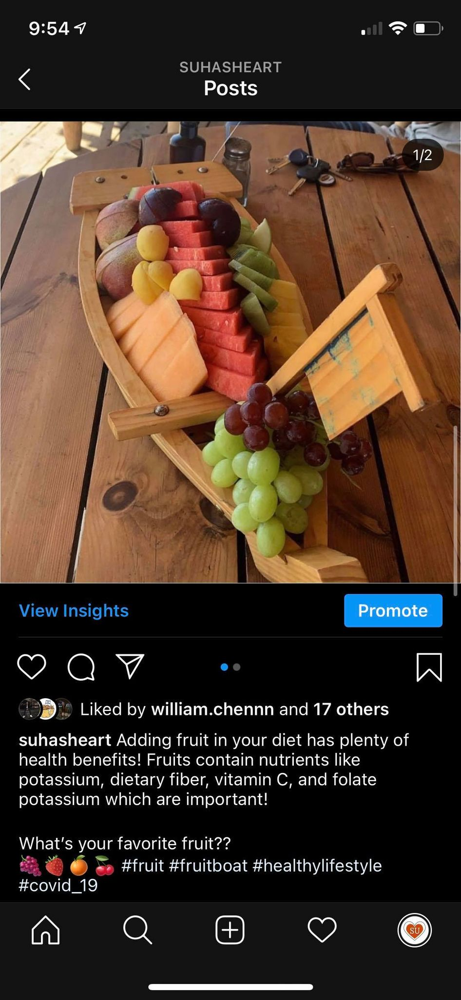 9:54
SUHASHEART
Posts
1/2
View Insights
Promote
Liked by william.chennn and 17 others
suhasheart Adding fruit in your diet has plenty of
health benefits! Fruits contain nutrients like
potassium, dietary fiber, vitamin C, and folate
potassium which are important!
What's your favorite fruit??
🍇🍓🍊🍒 #fruit #fruitboat #healthylifestyle
#covid_19
SU